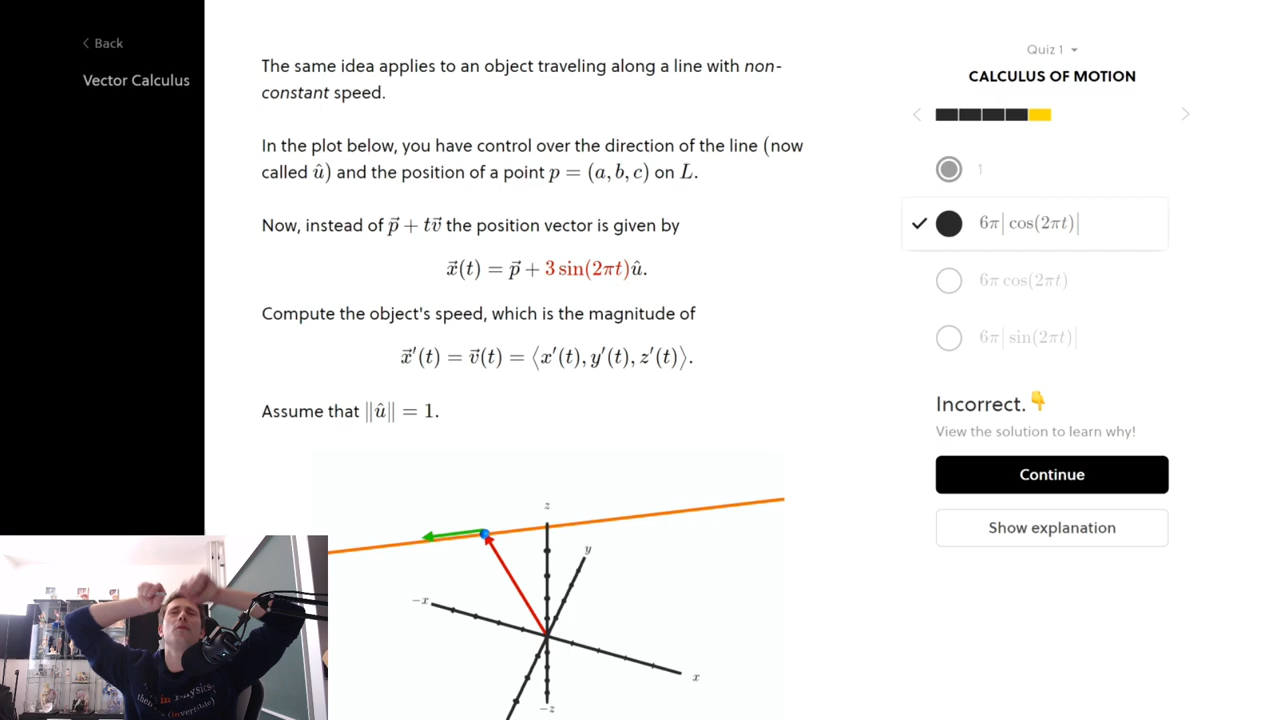 Back
Vector Calculus
The same idea applies to an object traveling along a line with non-
constant speed.
In the plot below, you have control over the direction of the line (now
called û) and the position of a point p = (a, b, c) on L.
Now, instead of p⃗ + tv⃗ the position vector is given by
x⃗(t) = p⃗ + 3 sin(2πt)û.
Compute the object's speed, which is the magnitude of
x⃗′(t) = v⃗(t) = ⟨x′(t), y′(t), z′(t)⟩.
Assume that ‖û‖ = 1.
z
y
-x
x
-z
Quiz 1
CALCULUS OF MOTION
1
6π| cos(2πt)|
6π cos(2πt)
6π| sin(2πt)|
Incorrect.👇
View the solution to learn why!
Continue
Show explanation